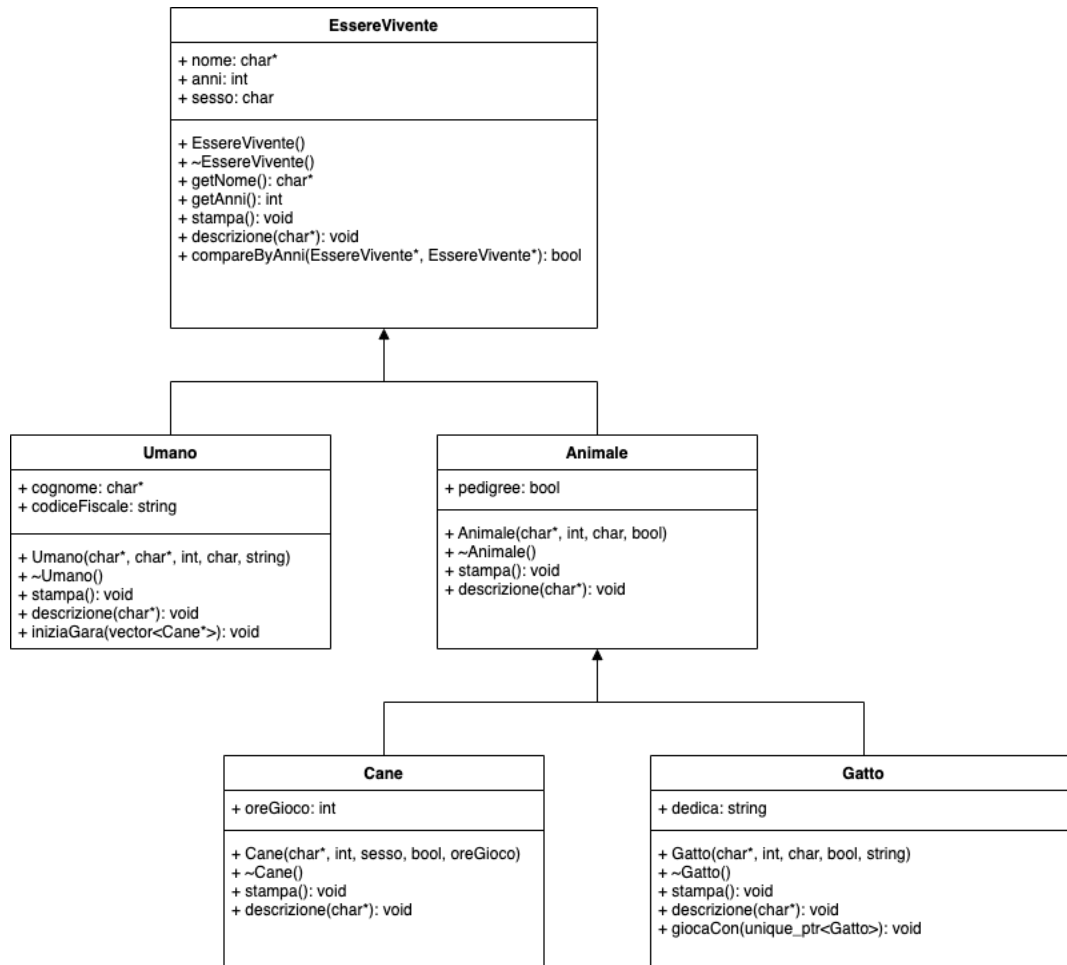 EssereVivente
+ nome: char*
+ anni: int
+ sesso: char
+ EssereVivente()
+ ~EssereVivente()
+ getNome(): char*
+ getAnni(): int
+ stampa(): void
+ descrizione(char*): void
+ compareByAnni(EssereVivente*, EssereVivente*): bool
Umano
+ cognome: char*
+ codiceFiscale: string
+ Umano(char*, char*, int, char, string)
+ ~Umano()
+ stampa(): void
+ descrizione(char*): void
+ iniziaGara(vector<Cane*>): void
Animale
+ pedigree: bool
+ Animale(char*, int, char, bool)
+ ~Animale()
+ stampa(): void
+ descrizione(char*): void
Cane
+ oreGioco: int
+ Cane(char*, int, sesso, bool, oreGioco)
+ ~Cane()
+ stampa(): void
+ descrizione(char*): void
Gatto
+ dedica: string
+ Gatto(char*, int, char, bool, string)
+ ~Gatto()
+ stampa(): void
+ descrizione(char*): void
+ giocaCon(unique_ptr<Gatto>): void